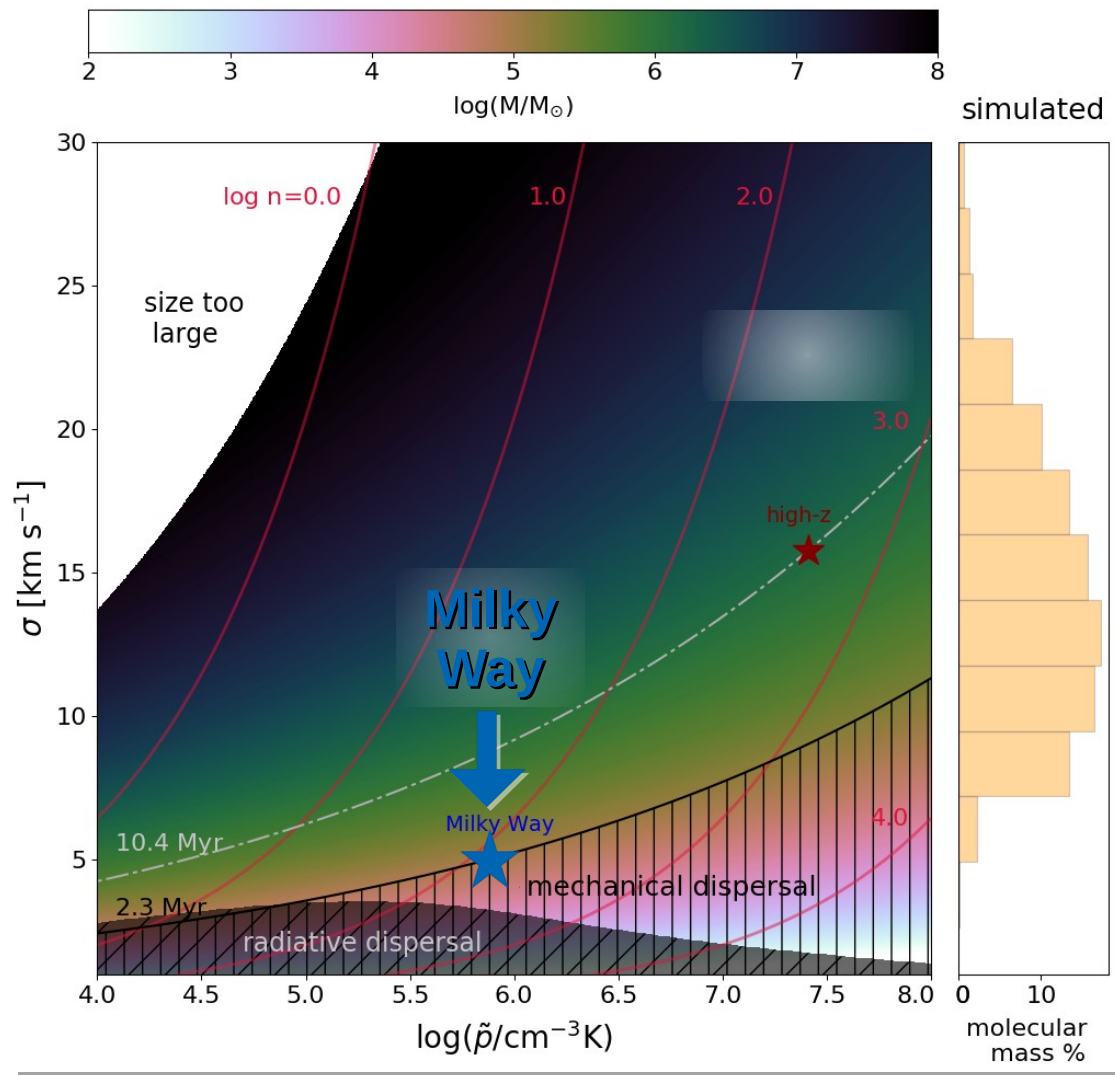 2 3 4 5 6 7 8
log(M/M⊙)
simulated
30
25
20
15
10
5
σ [km s⁻¹]
log n=0.0
1.0
2.0
3.0
4.0
size too
large
high-z
Milky
Way
Milky Way
10.4 Myr
2.3 Myr
mechanical dispersal
radiative dispersal
4.0 4.5 5.0 5.5 6.0 6.5 7.0 7.5 8.0
log(p̃/cm⁻³K)
0 10
molecular
mass %